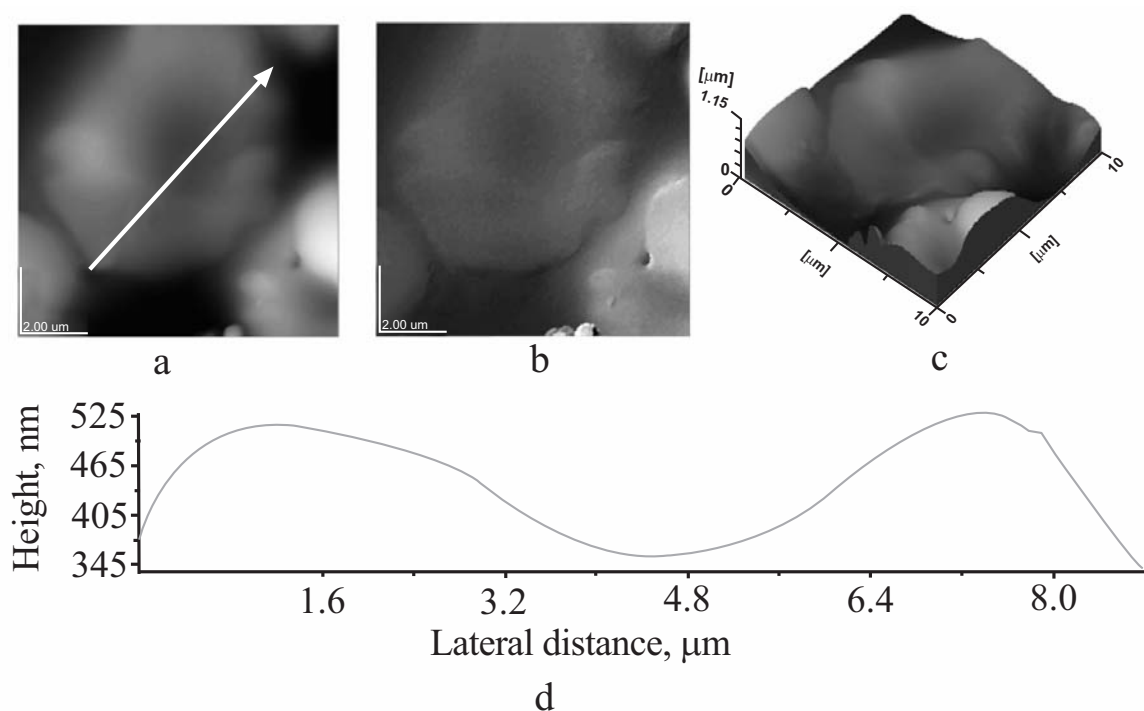 2.00 um
a
2.00 um
b
[μm]
1.15
0
0
[μm]
10
0
[μm]
10
c
Height, nm
525
465
405
345
1.6
3.2
4.8
6.4
8.0
Lateral distance, μm
d